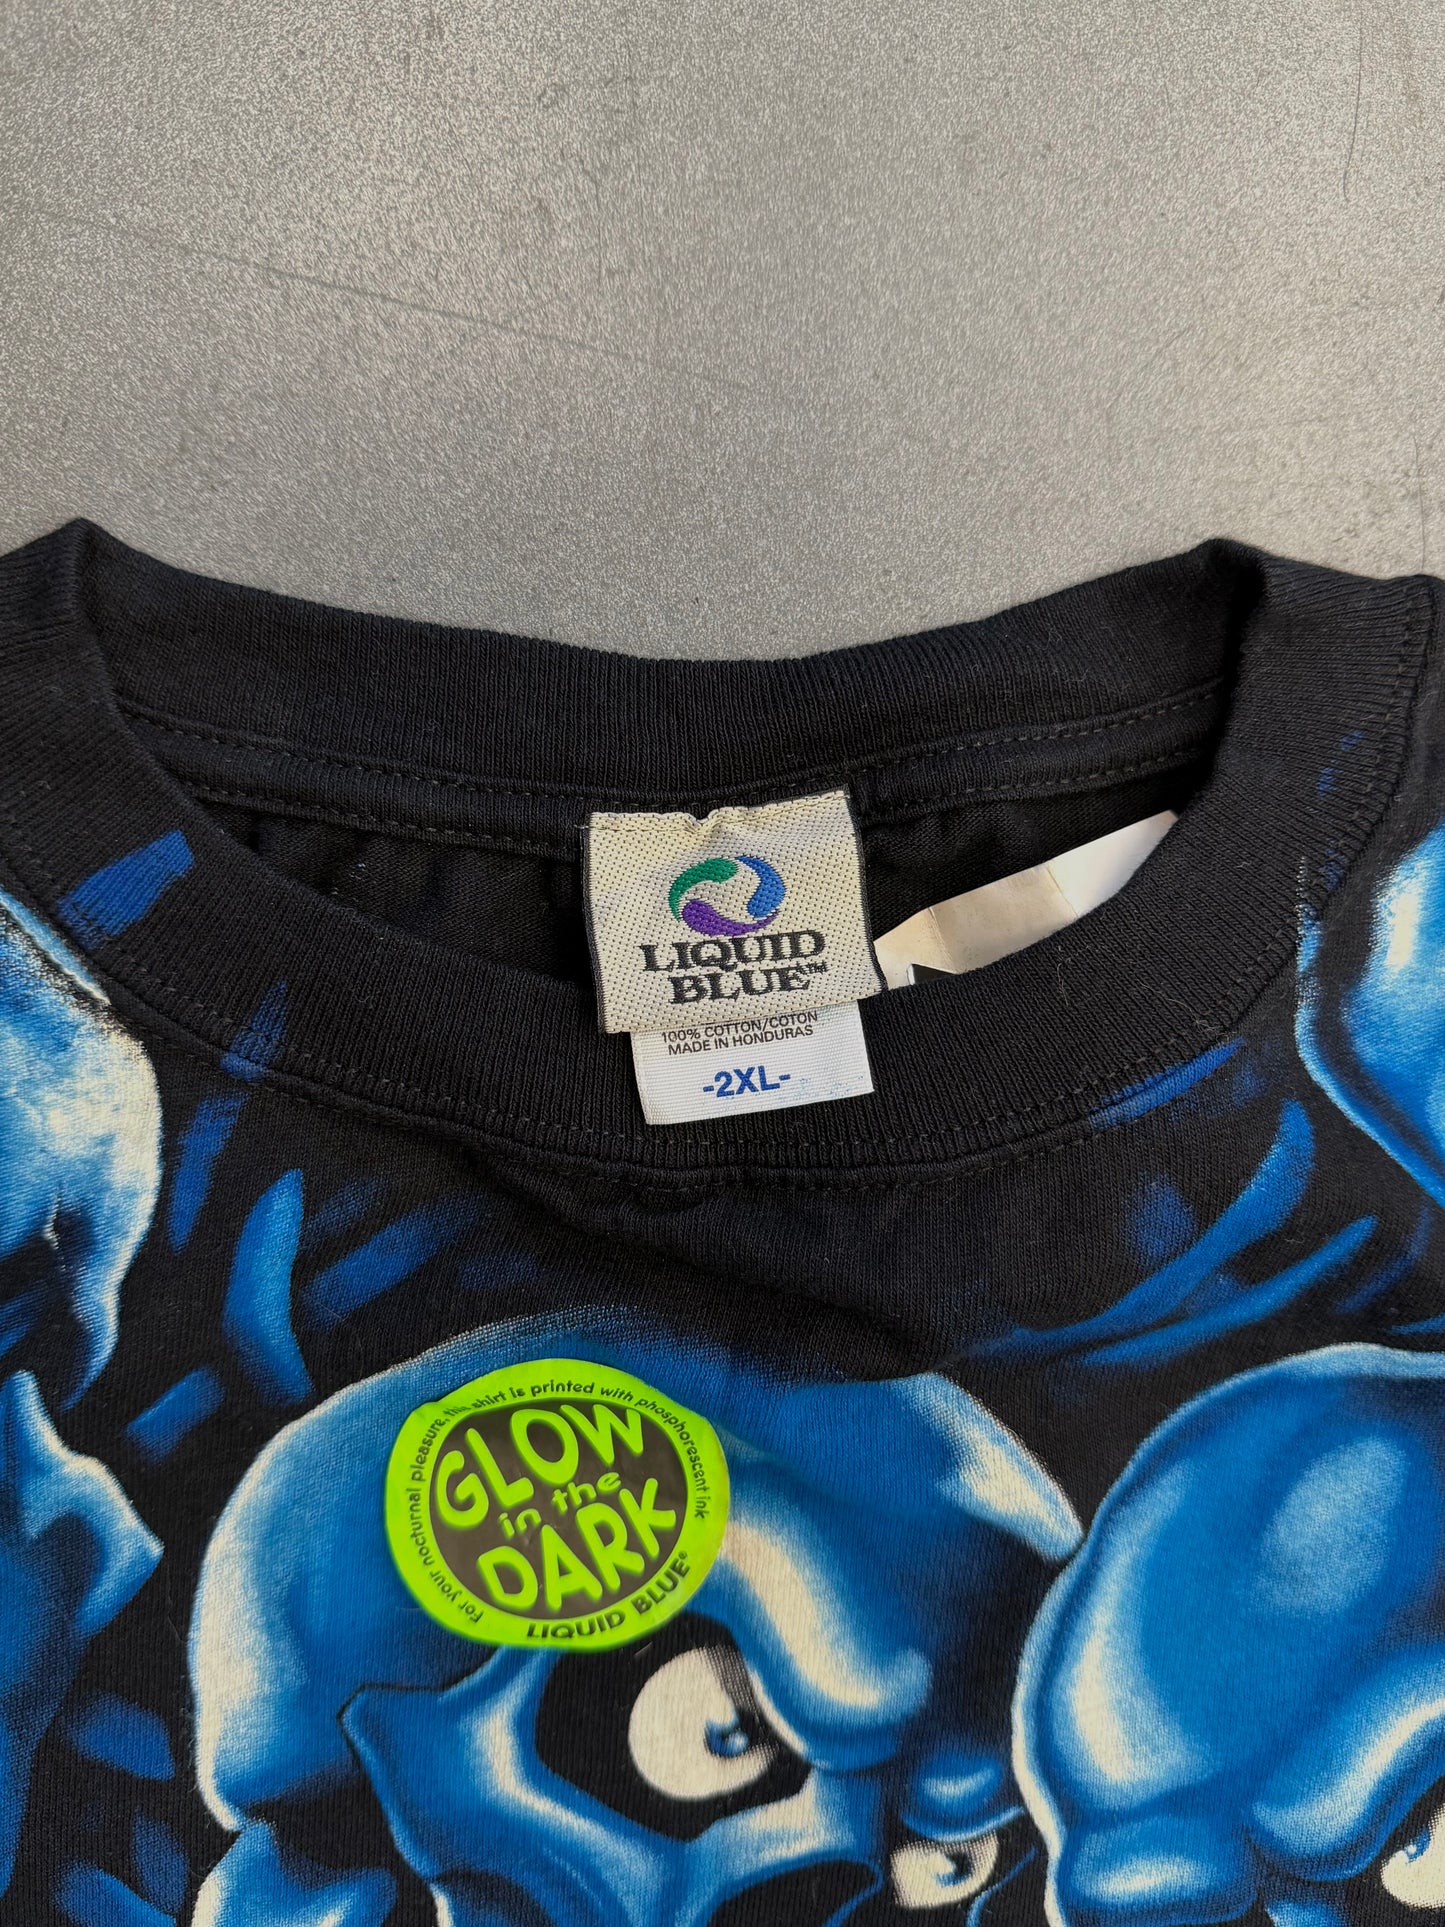 LIQUID
BLUE™
100% COTTON/COTON
MADE IN HONDURAS
-2XL-
For your nocturnal pleasure, this shirt is printed with phosphorescent ink
GLOW
in the
DARK
LIQUID BLUE®